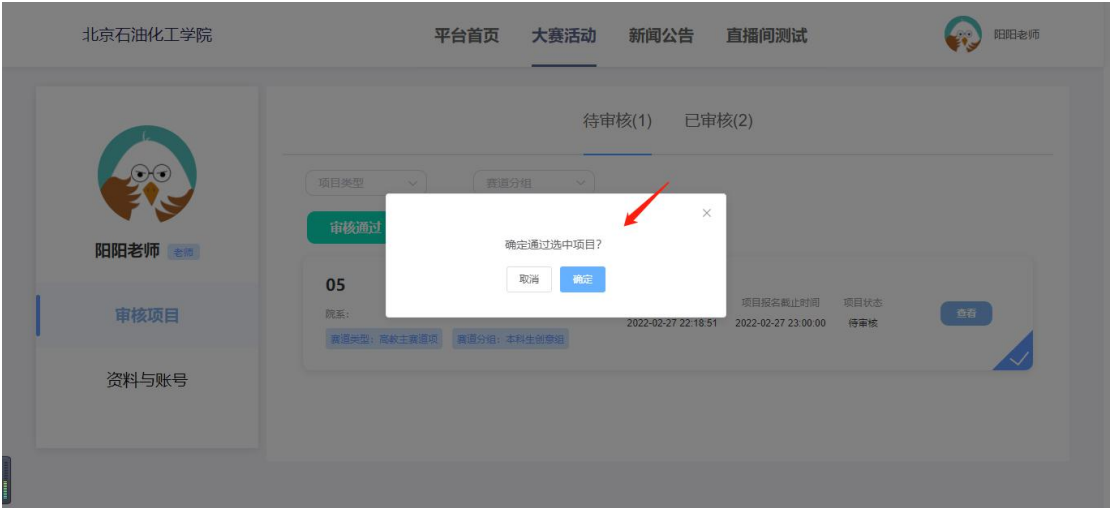 北京石油化工学院
平台首页 大赛活动 新闻公告 直播间测试
阳阳老师
待审核(1) 已审核(2)
项目类型 赛道分组
审核通过
确定通过选中项目?
取消 确定
阳阳老师 老师
审核项目
资料与账号
05
院系:
赛道类型: 高教主赛道项 赛道分组: 本科生创意组
2022-02-27 22:18:51
项目报名截止时间 项目状态
2022-02-27 23:00:00 待审核
查看